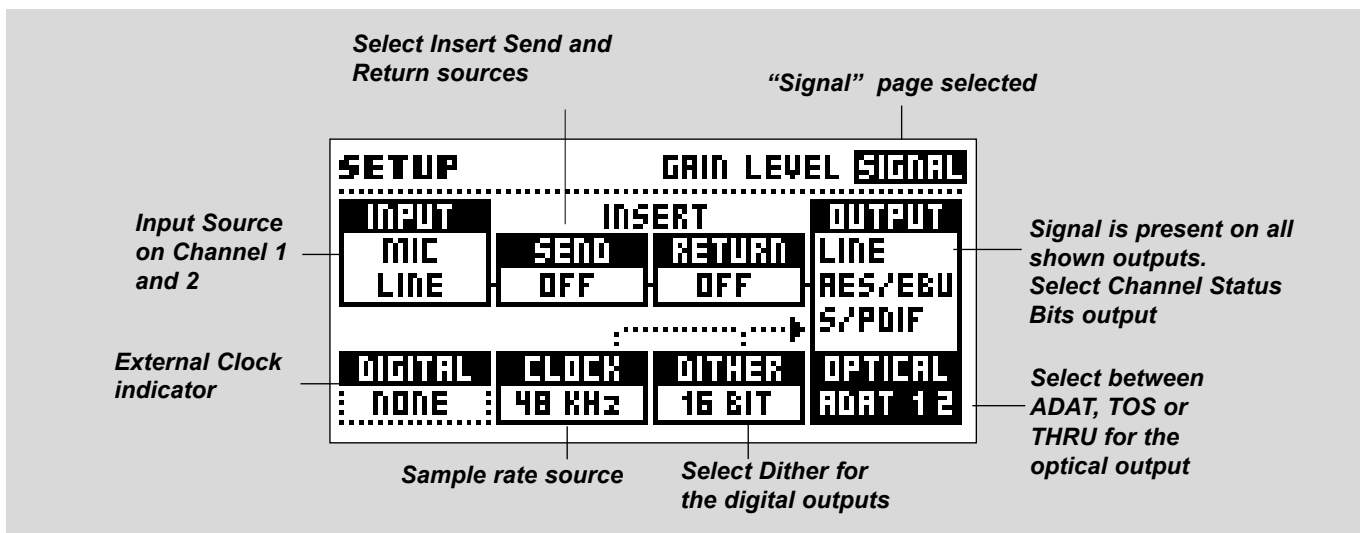 Select Insert Send and
Return sources
“Signal” page selected
SETUP GAIN LEVEL SIGNAL
Input Source
on Channel 1
and 2
INPUT
MIC
LINE
INSERT
SEND
OFF
RETURN
OFF
OUTPUT
LINE
AES/EBU
S/PDIF
Signal is present on all
shown outputs.
Select Channel Status
Bits output
External Clock
indicator
DIGITAL
NONE
CLOCK
48 KHz
DITHER
16 BIT
OPTICAL
ADAT 1 2
Select between
ADAT, TOS or
THRU for the
optical output
Sample rate source
Select Dither for
the digital outputs